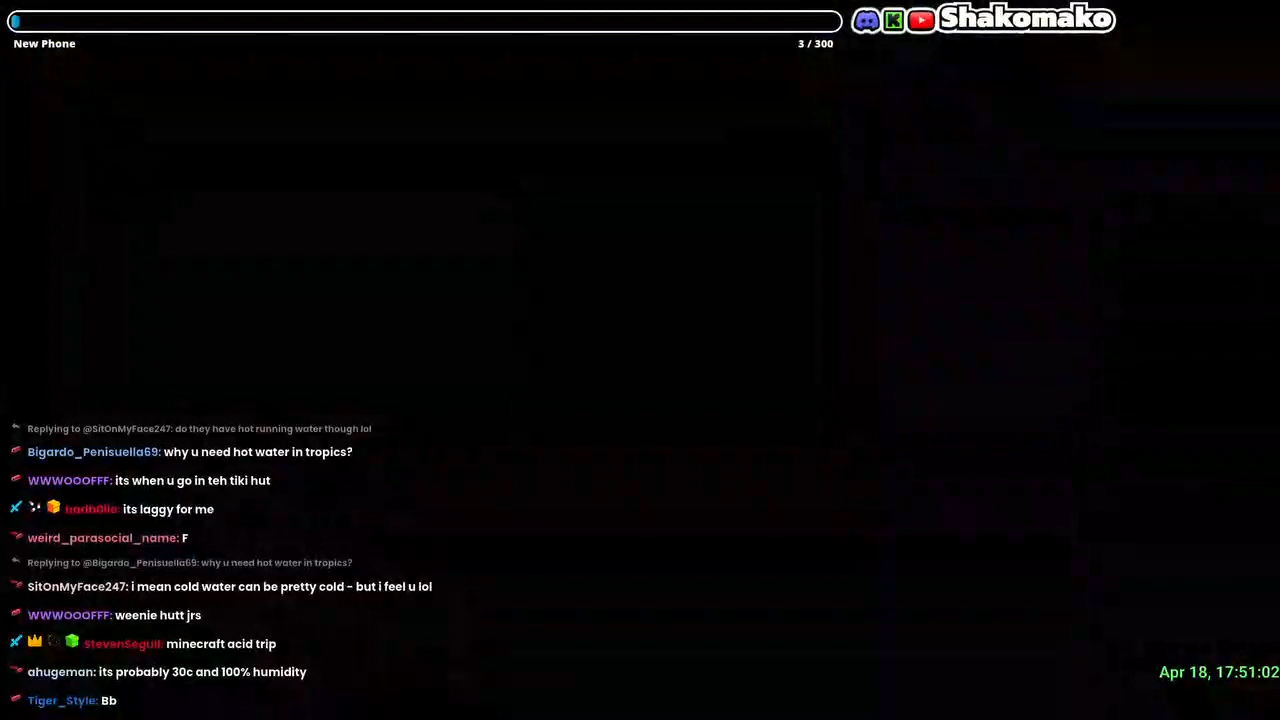 Shakomako
New Phone
3 / 300
Replying to @SitOnMyFace247: do they have hot running water though lol
Bigardo_Penisuella69: why u need hot water in tropics?
WWWOOOFFF: its when u go in teh tiki hut
its laggy for me
weird_parasocial_name: F
Replying to @Bigardo_Penisuella69: why u need hot water in tropics?
SitOnMyFace247: i mean cold water can be pretty cold - but i feel u lol
WWWOOOFFF: weenie hutt jrs
StevenSegull: minecraft acid trip
ahugeman: its probably 30c and 100% humidity
Apr 18, 17:51:02
Tiger_Style: Bb